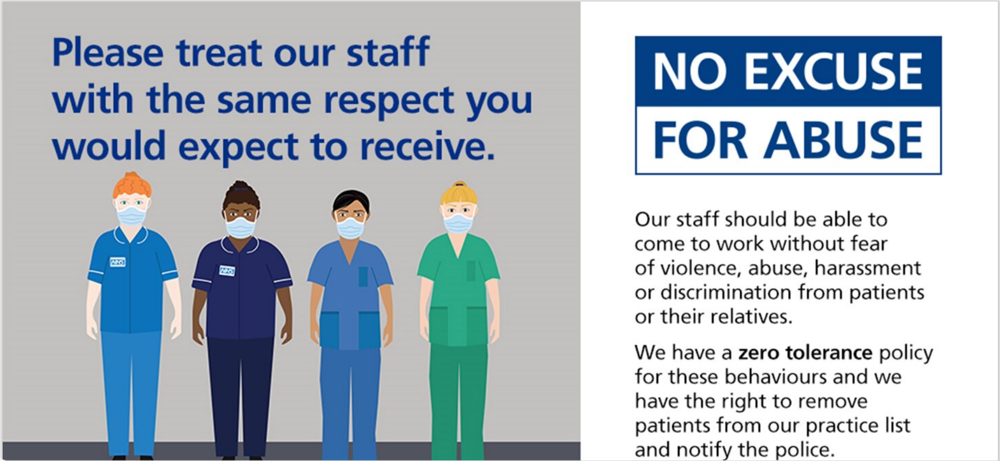 Please treat our staff
with the same respect you
would expect to receive.
NHS
NHS
NO EXCUSE
FOR ABUSE
Our staff should be able to
come to work without fear
of violence, abuse, harassment
or discrimination from patients
or their relatives.
We have a zero tolerance policy
for these behaviours and we
have the right to remove
patients from our practice list
and notify the police.